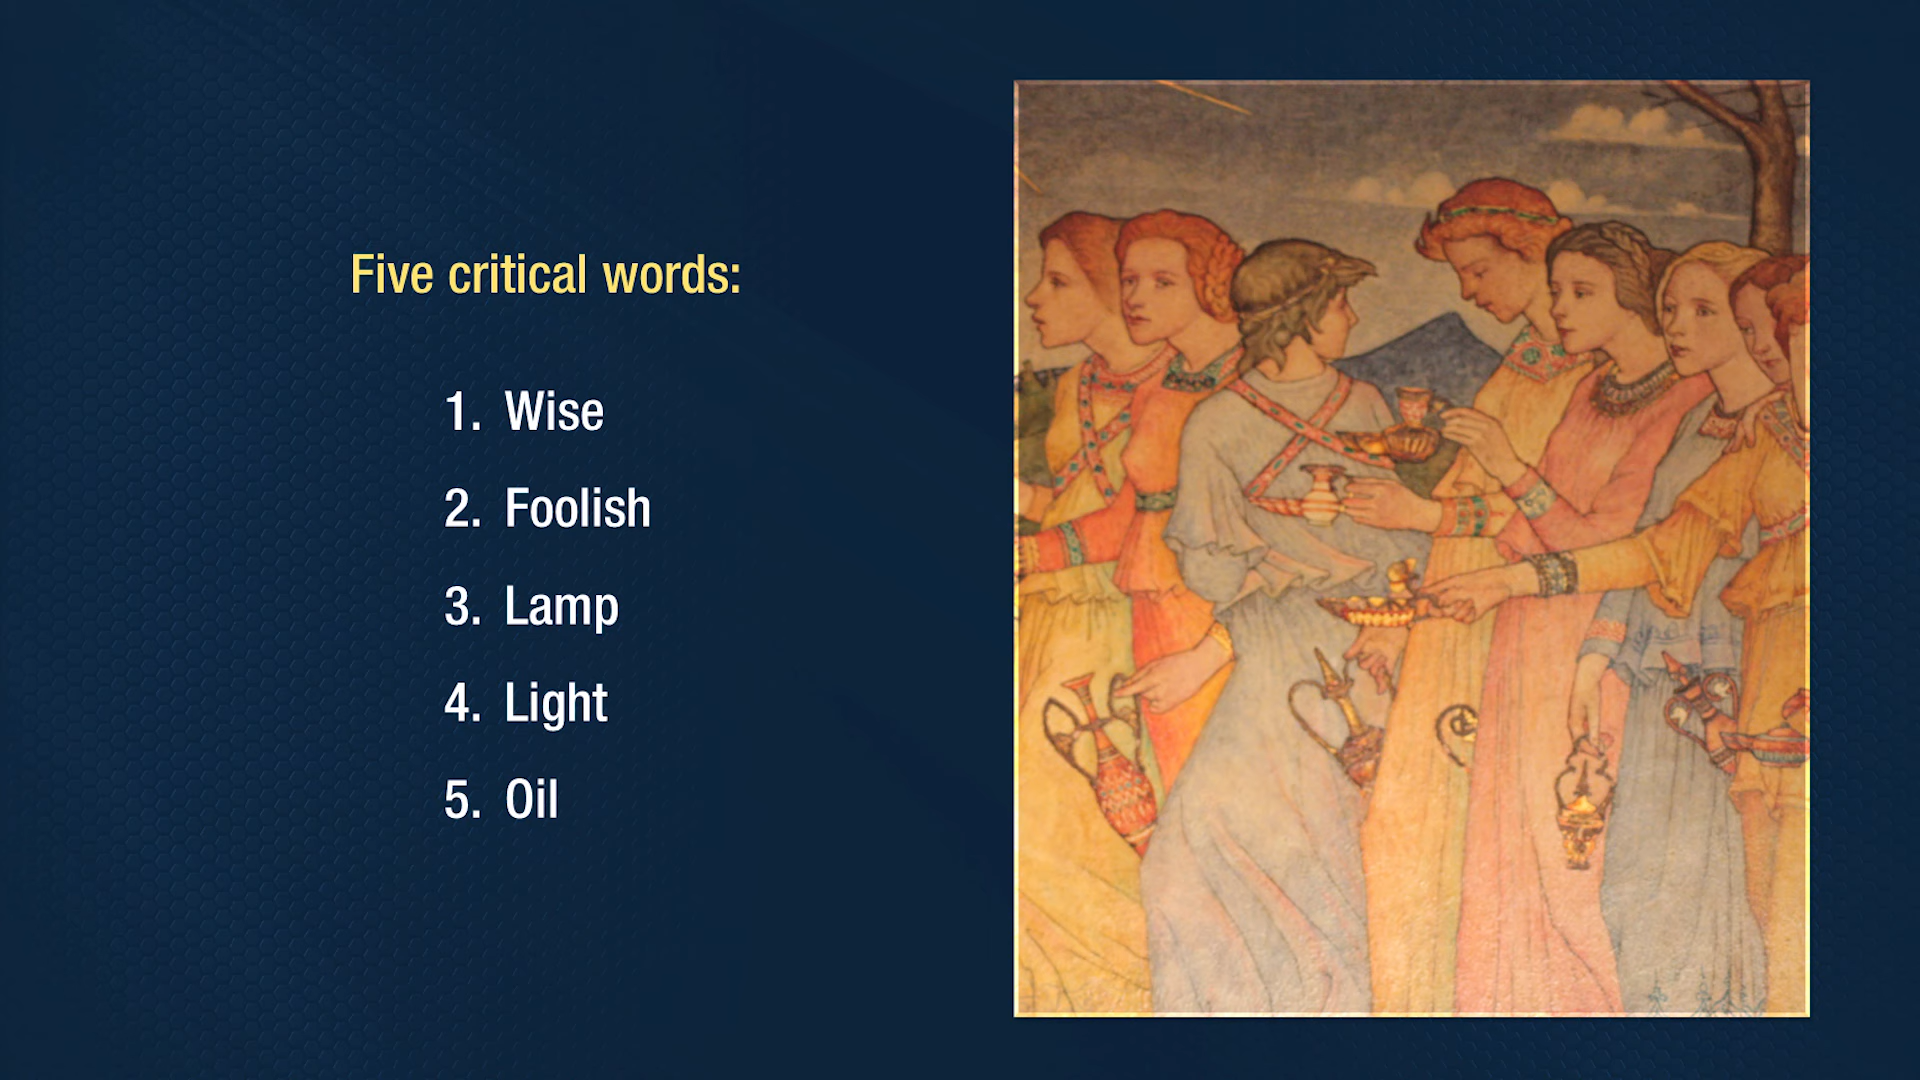 Five critical words:
1. Wise
2. Foolish
3. Lamp
4. Light
5. Oil